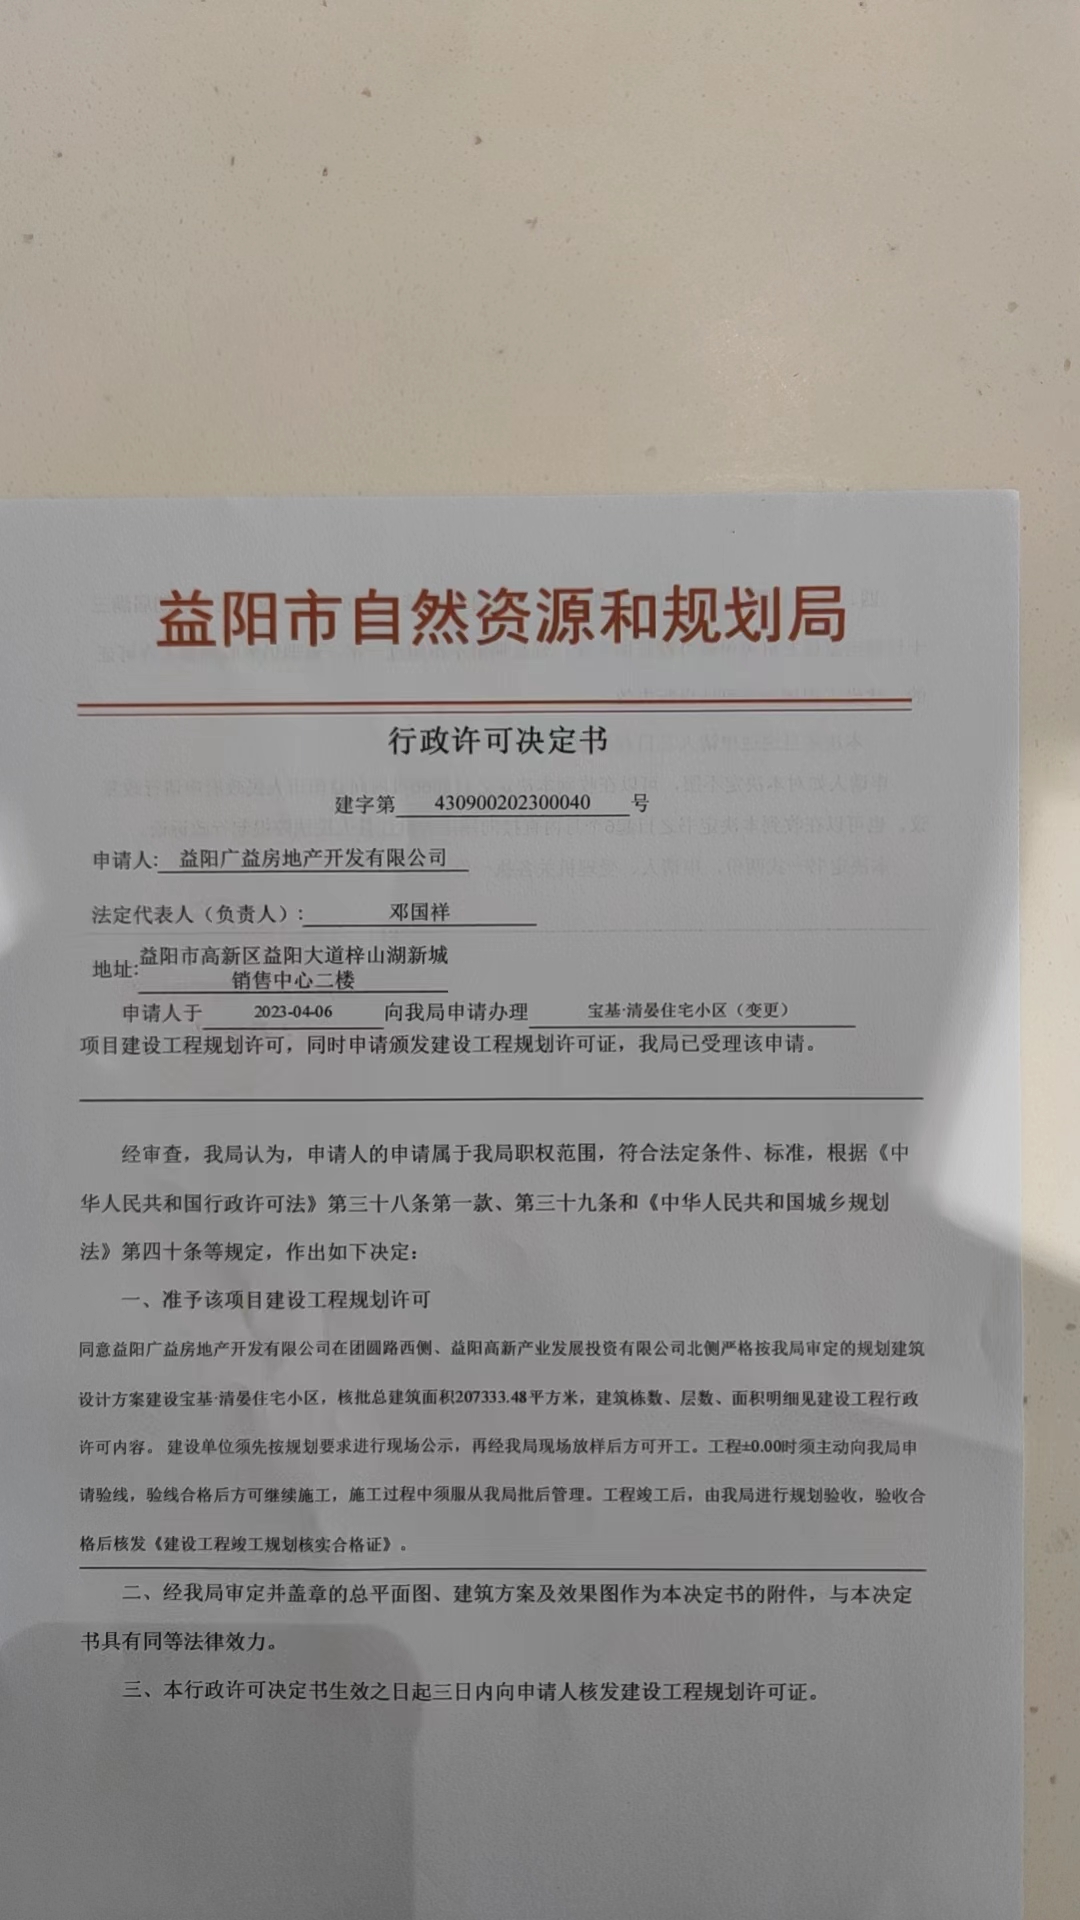 益阳市自然资源和规划局
行政许可决定书
建字第 430900202300040 号
申请人: 益阳广益房地产开发有限公司
法定代表人（负责人）: 邓国祥
地址: 益阳市高新区益阳大道梓山湖新城
销售中心二楼
申请人于 2023-04-06 向我局申请办理 宝基·清晏住宅小区（变更）
项目建设工程规划许可，同时申请颁发建设工程规划许可证，我局已受理该申请。
经审查，我局认为，申请人的申请属于我局职权范围，符合法定条件、标准，根据《中
华人民共和国行政许可法》第三十八条第一款、第三十九条和《中华人民共和国城乡规划
法》第四十条等规定，作出如下决定：
一、准予该项目建设工程规划许可
同意益阳广益房地产开发有限公司在团圆路西侧、益阳高新产业发展投资有限公司北侧严格按我局审定的规划建筑
设计方案建设宝基·清晏住宅小区，核批总建筑面积207333.48平方米，建筑栋数、层数、面积明细见建设工程行政
许可内容。 建设单位须先按规划要求进行现场公示，再经我局现场放样后方可开工。工程±0.00时须主动向我局申
请验线，验线合格后方可继续施工，施工过程中须服从我局批后管理。工程竣工后，由我局进行规划验收，验收合
格后核发《建设工程竣工规划核实合格证》。
二、经我局审定并盖章的总平面图、建筑方案及效果图作为本决定书的附件，与本决定
书具有同等法律效力。
三、本行政许可决定书生效之日起三日内向申请人核发建设工程规划许可证。